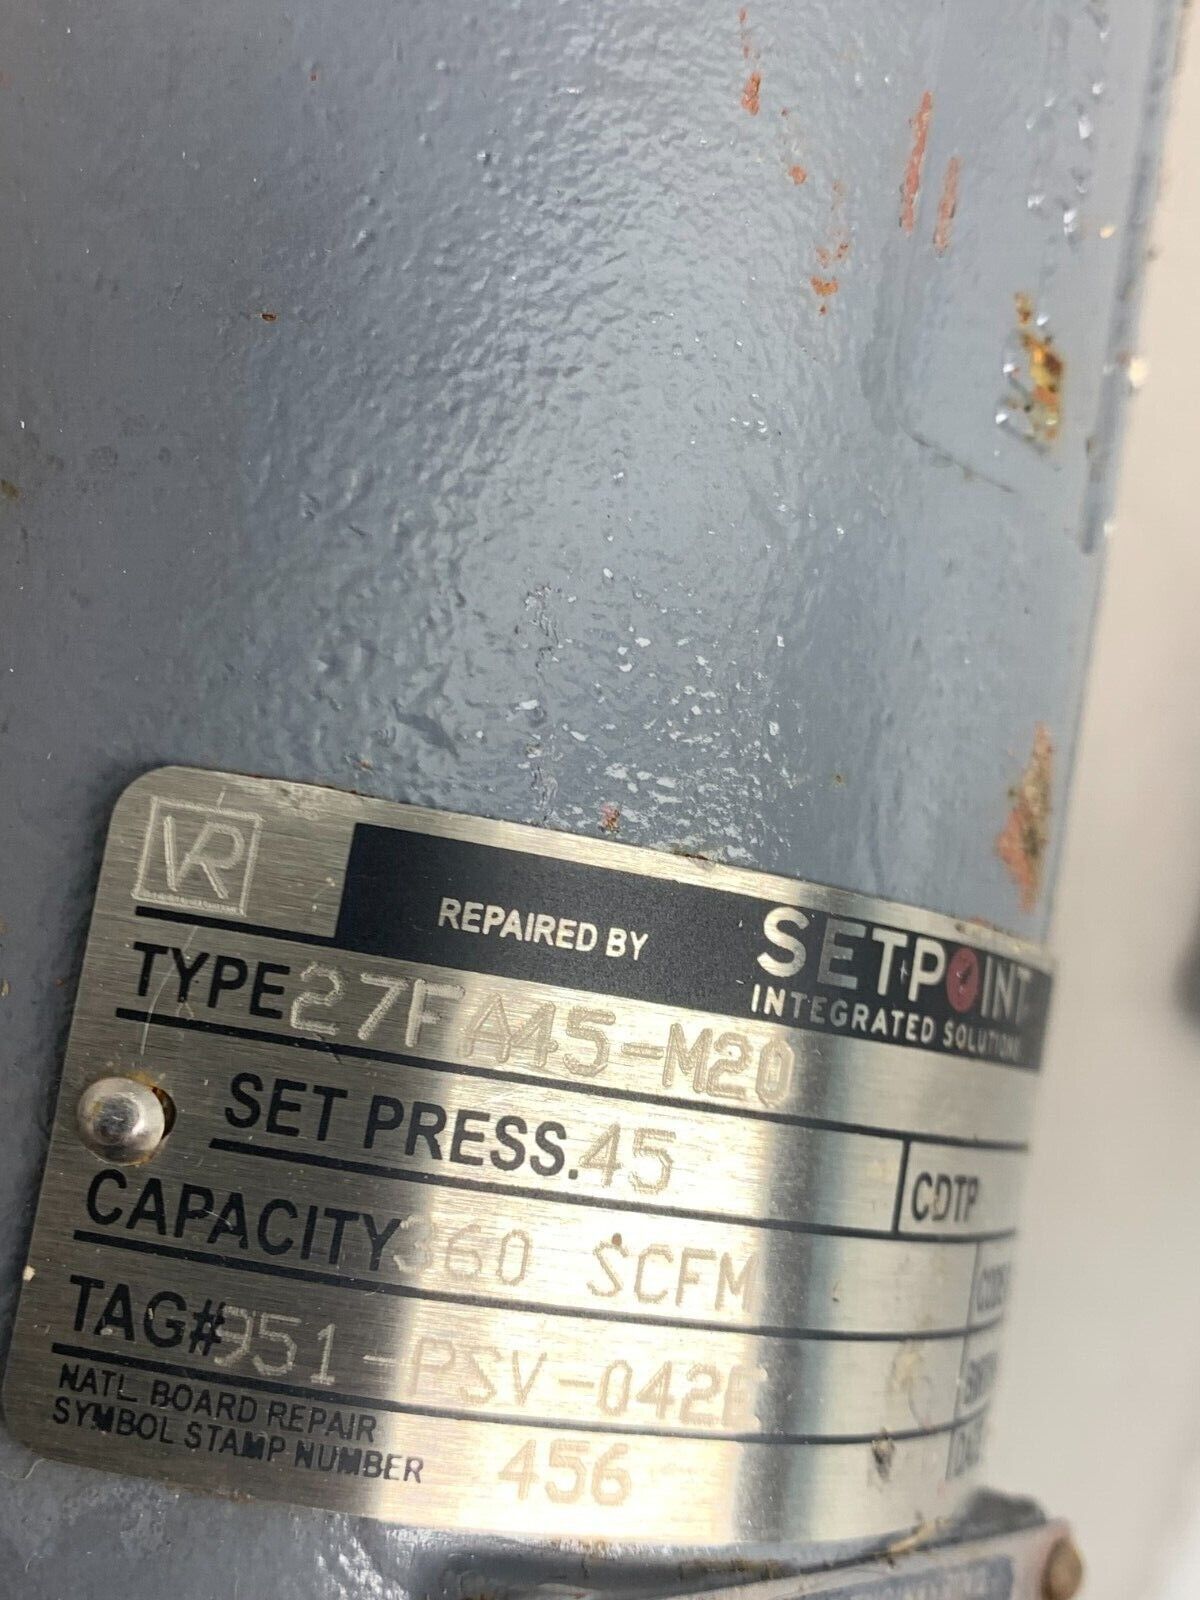 VR
REPAIRED BY SETPOINT
INTEGRATED SOLUTIONS
TYPE 27FA45-M20
SET PRESS. 45 CDTP
CAPACITY 360 SCFM
TAG# 951-PSV-042E
NATL. BOARD REPAIR
SYMBOL STAMP NUMBER 456